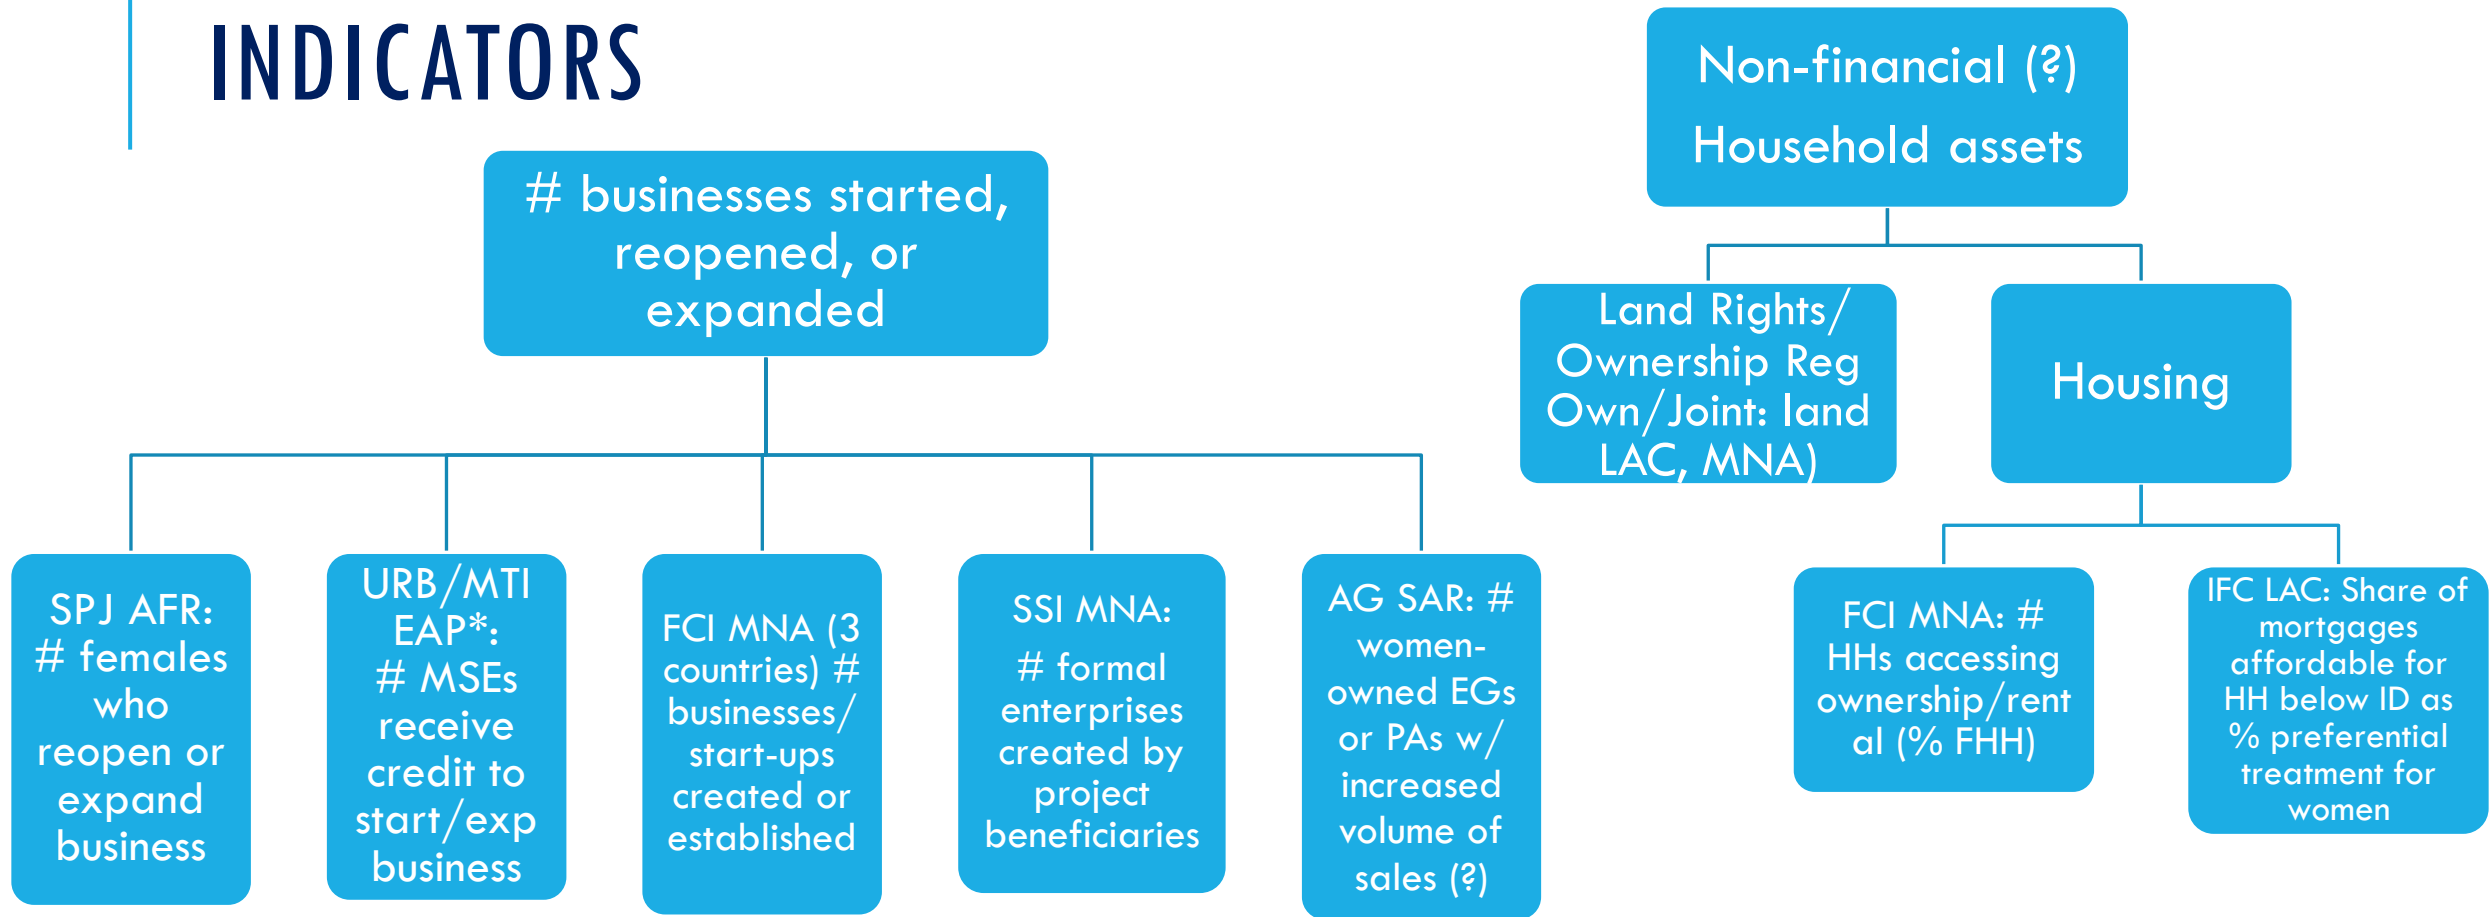 INDICATORS
# businesses started,
reopened, or
expanded
SPJ AFR:
# females
who
reopen or
expand
business
URB/MTI
EAP*:
# MSEs
receive
credit to
start/exp
business
FCI MNA (3
countries) #
businesses/
start-ups
created or
established
SSI MNA:
# formal
enterprises
created by
project
beneficiaries
AG SAR: #
women-
owned EGs
or PAs w/
increased
volume of
sales (?)
Non-financial (?)
Household assets
Land Rights/
Ownership Reg
Own/Joint: land
LAC, MNA)
Housing
FCI MNA: #
HHs accessing
ownership/rent
al (% FHH)
IFC LAC: Share of
mortgages
affordable for
HH below ID as
% preferential
treatment for
women